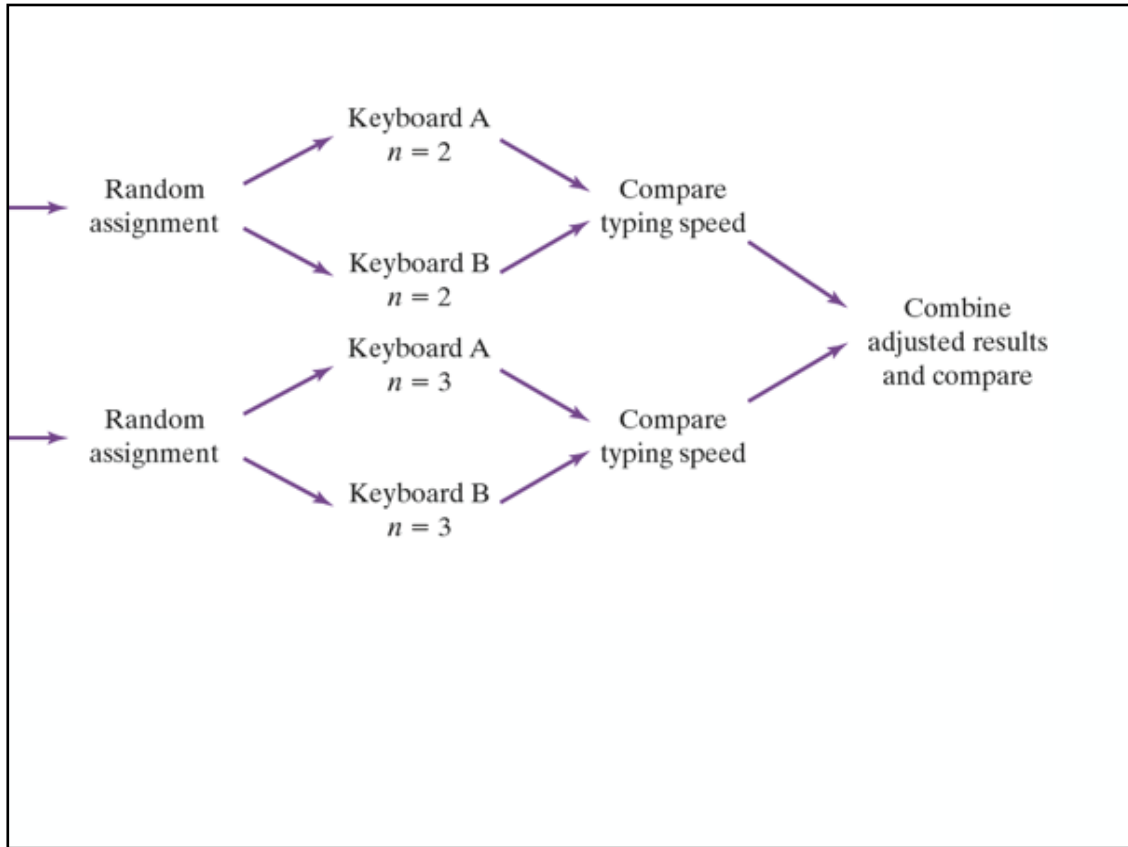 Keyboard A
n = 2
Random
assignment
Compare
typing speed
Keyboard B
n = 2
Combine
adjusted results
and compare
Keyboard A
n = 3
Random
assignment
Compare
typing speed
Keyboard B
n = 3